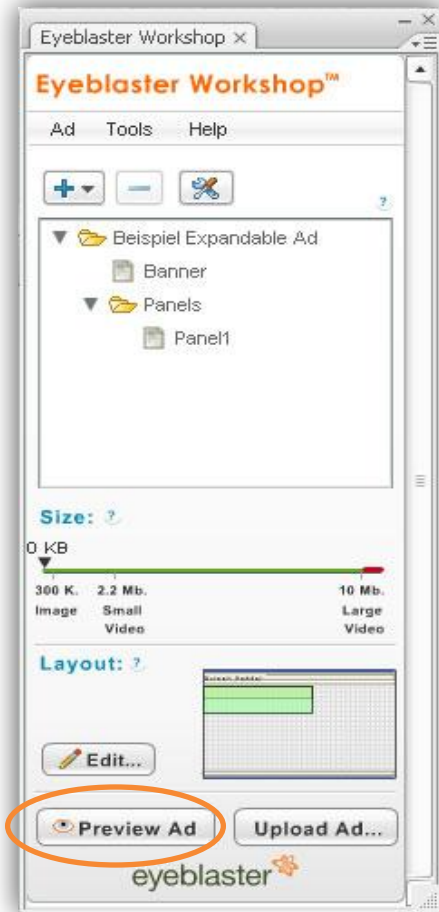 Eyeblaster Workshop ×
Eyeblaster Workshop™
Ad Tools Help
?
Beispiel Expandable Ad
Banner
Panels
Panel1
Size: ?
0 KB
300 K. 2.2 Mb. 10 Mb.
Image Small Large
Video Video
Layout: ?
Edit...
Preview Ad Upload Ad...
eyeblaster